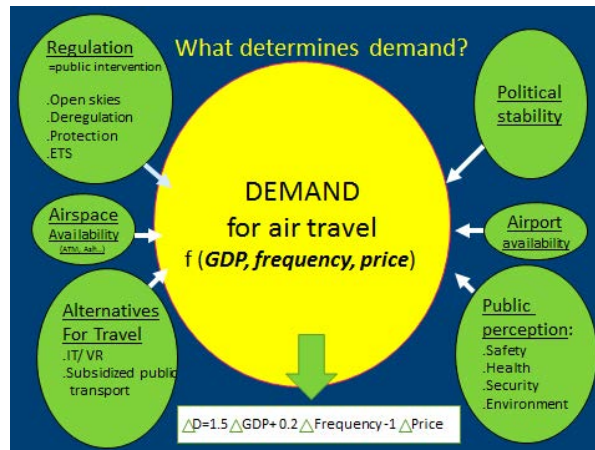 What determines demand?
Regulation
=public intervention
.Open skies
.Deregulation
.Protection
.ETS
Airspace
Availability
(ATM, Ash..)
Alternatives
For Travel
.IT/ VR
.Subsidized public
transport
DEMAND
for air travel
f (GDP, frequency, price)
Political
stability
Airport
availability
Public
perception:
.Safety
.Health
.Security
.Environment
△D=1.5 △GDP+ 0.2 △Frequency -1 △Price